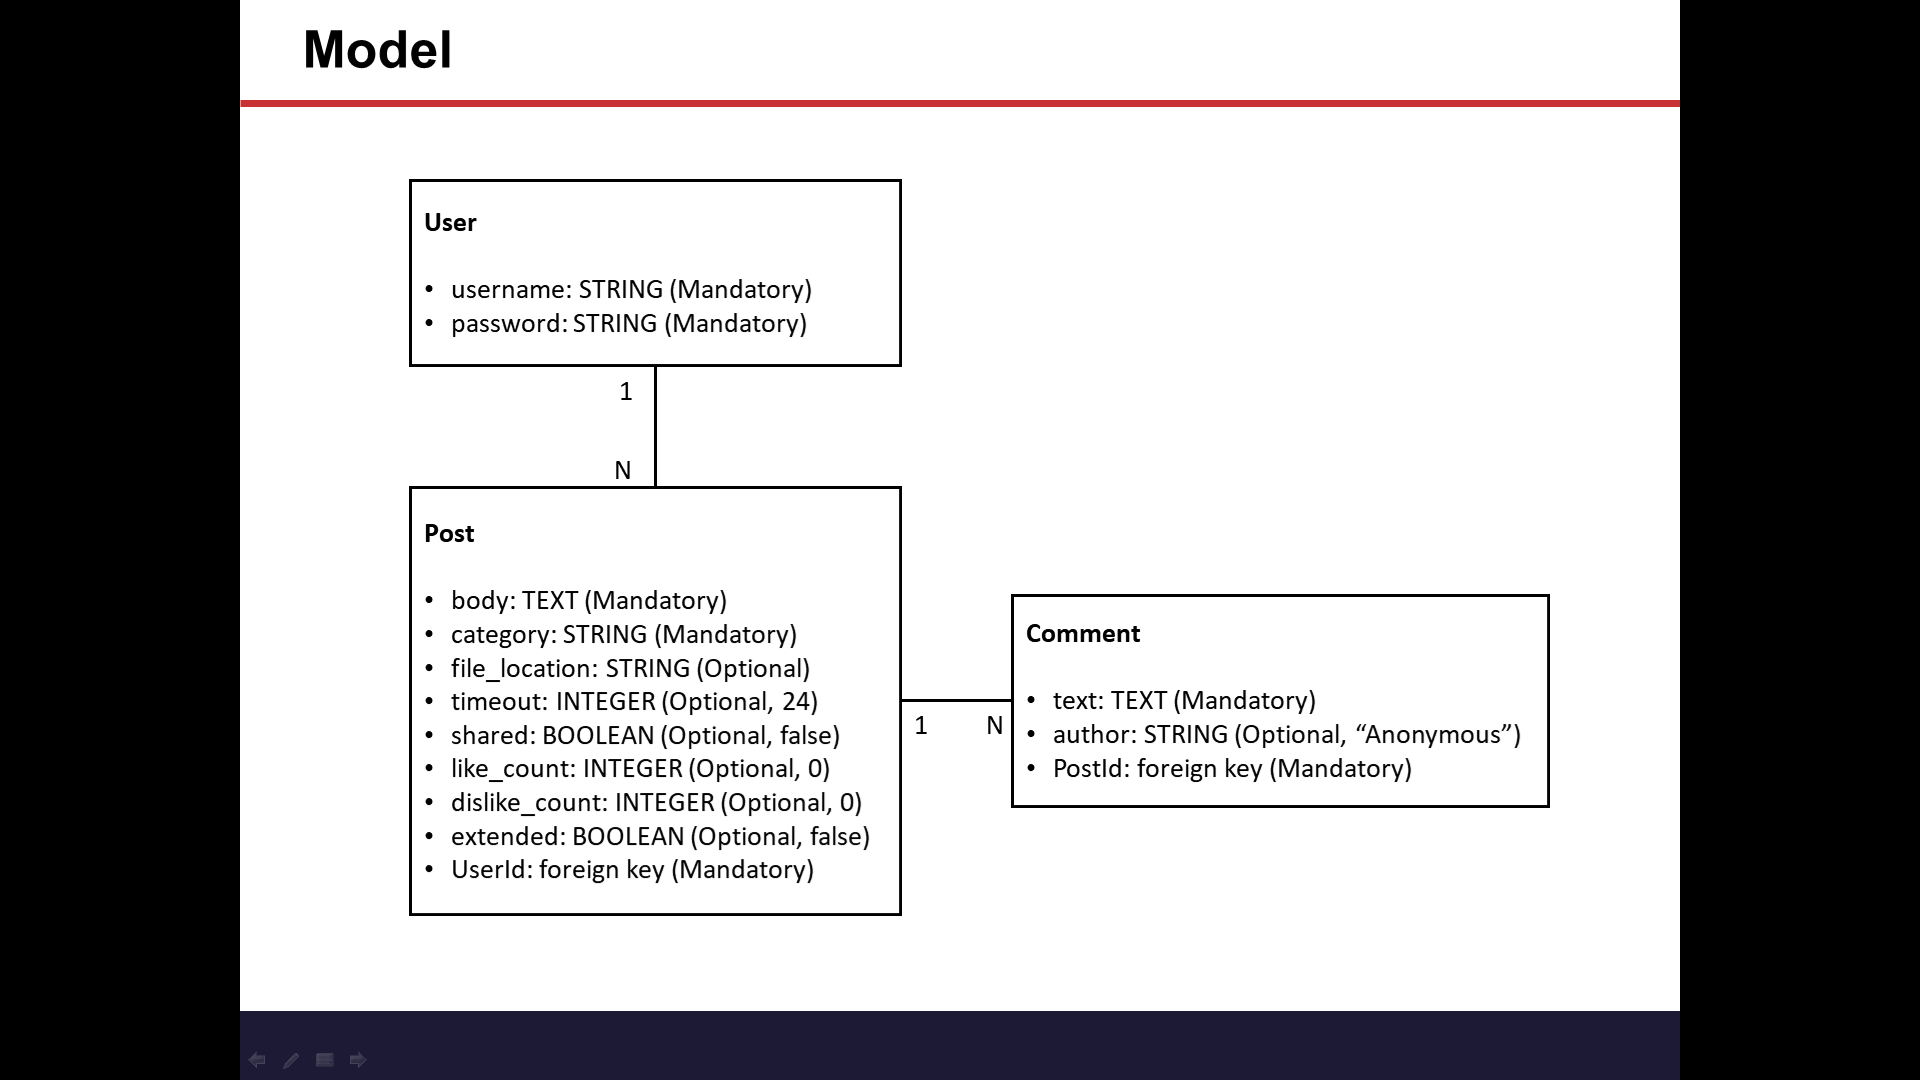 Model
User
• username: STRING (Mandatory)
• password: STRING (Mandatory)
1
N
Post
• body: TEXT (Mandatory)
• category: STRING (Mandatory)
• file_location: STRING (Optional)
• timeout: INTEGER (Optional, 24)
• shared: BOOLEAN (Optional, false)
• like_count: INTEGER (Optional, 0)
• dislike_count: INTEGER (Optional, 0)
• extended: BOOLEAN (Optional, false)
• UserId: foreign key (Mandatory)
1
N
Comment
• text: TEXT (Mandatory)
• author: STRING (Optional, “Anonymous”)
• PostId: foreign key (Mandatory)